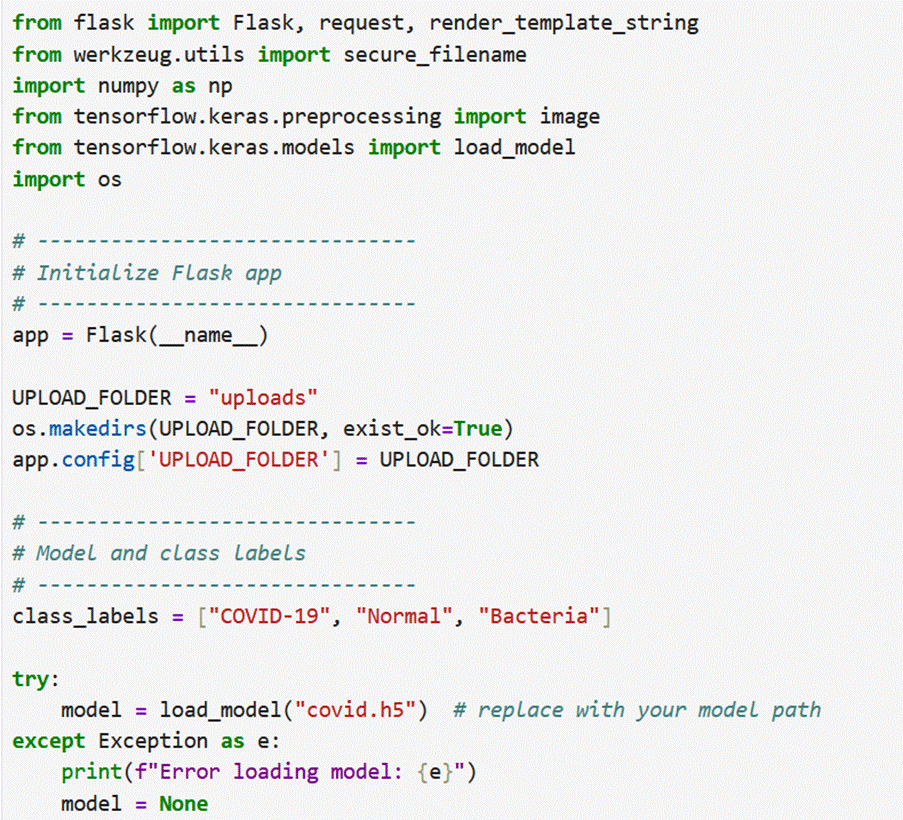 from flask import Flask, request, render_template_string
from werkzeug.utils import secure_filename
import numpy as np
from tensorflow.keras.preprocessing import image
from tensorflow.keras.models import load_model
import os

# -------------------------------
# Initialize Flask app
# -------------------------------
app = Flask(__name__)

UPLOAD_FOLDER = "uploads"
os.makedirs(UPLOAD_FOLDER, exist_ok=True)
app.config['UPLOAD_FOLDER'] = UPLOAD_FOLDER

# -------------------------------
# Model and class labels
# -------------------------------
class_labels = ["COVID-19", "Normal", "Bacteria"]

try:
    model = load_model("covid.h5")  # replace with your model path
except Exception as e:
    print(f"Error loading model: {e}")
    model = None